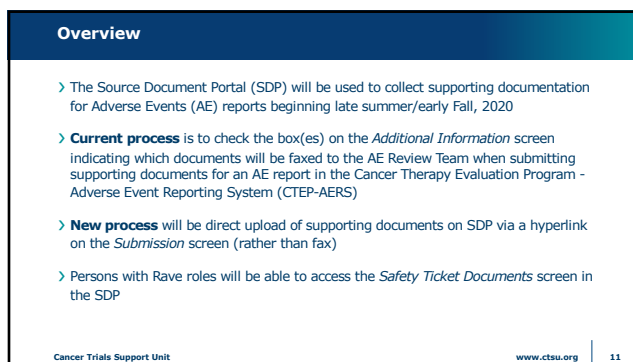 Overview
› The Source Document Portal (SDP) will be used to collect supporting documentation
for Adverse Events (AE) reports beginning late summer/early Fall, 2020
› Current process is to check the box(es) on the Additional Information screen
indicating which documents will be faxed to the AE Review Team when submitting
supporting documents for an AE report in the Cancer Therapy Evaluation Program -
Adverse Event Reporting System (CTEP-AERS)
› New process will be direct upload of supporting documents on SDP via a hyperlink
on the Submission screen (rather than fax)
› Persons with Rave roles will be able to access the Safety Ticket Documents screen in
the SDP
Cancer Trials Support Unit www.ctsu.org 11